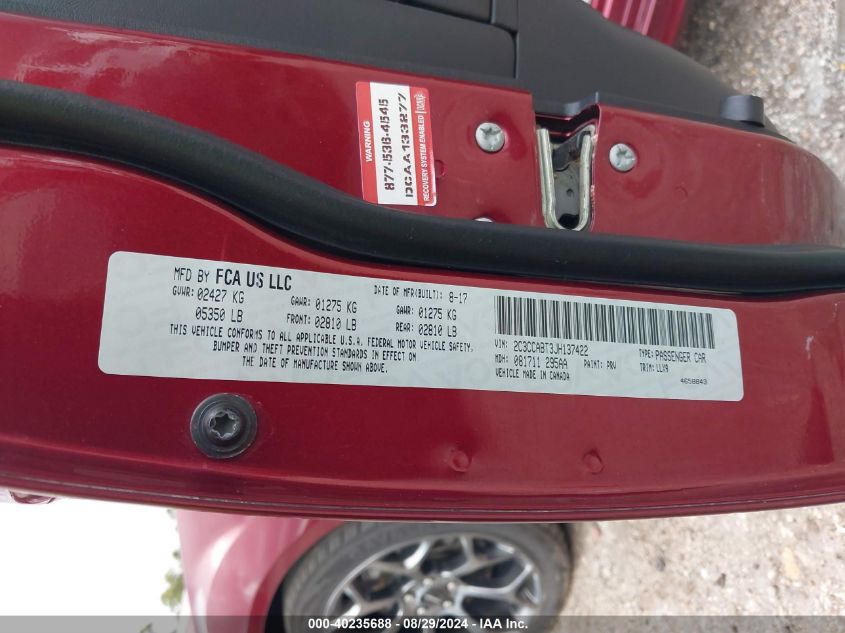 WARNING
877-536-4545
DCAA133277
RECOVERY SYSTEM ENABLED
MFD BY FCA US LLC
DATE OF MFR(BUILT): 8-17
GVWR: 02427 KG
GAWR: 01275 KG
GAWR: 01275 KG
05350 LB
FRONT: 02810 LB
REAR: 02810 LB
THIS VEHICLE CONFORMS TO ALL APPLICABLE U.S.A. FEDERAL MOTOR VEHICLE SAFETY,
BUMPER AND THEFT PREVENTION STANDARDS IN EFFECT ON
THE DATE OF MANUFACTURE SHOWN ABOVE.
VIN: 2C3CCABT3JH137422
TYPE: PASSENGER CAR
MDH: 081711 295AA
PAINT: PRV
TRIM: LLX9
VEHICLE MADE IN CANADA
4658843
000-40235688 - 08/29/2024 - IAA Inc.